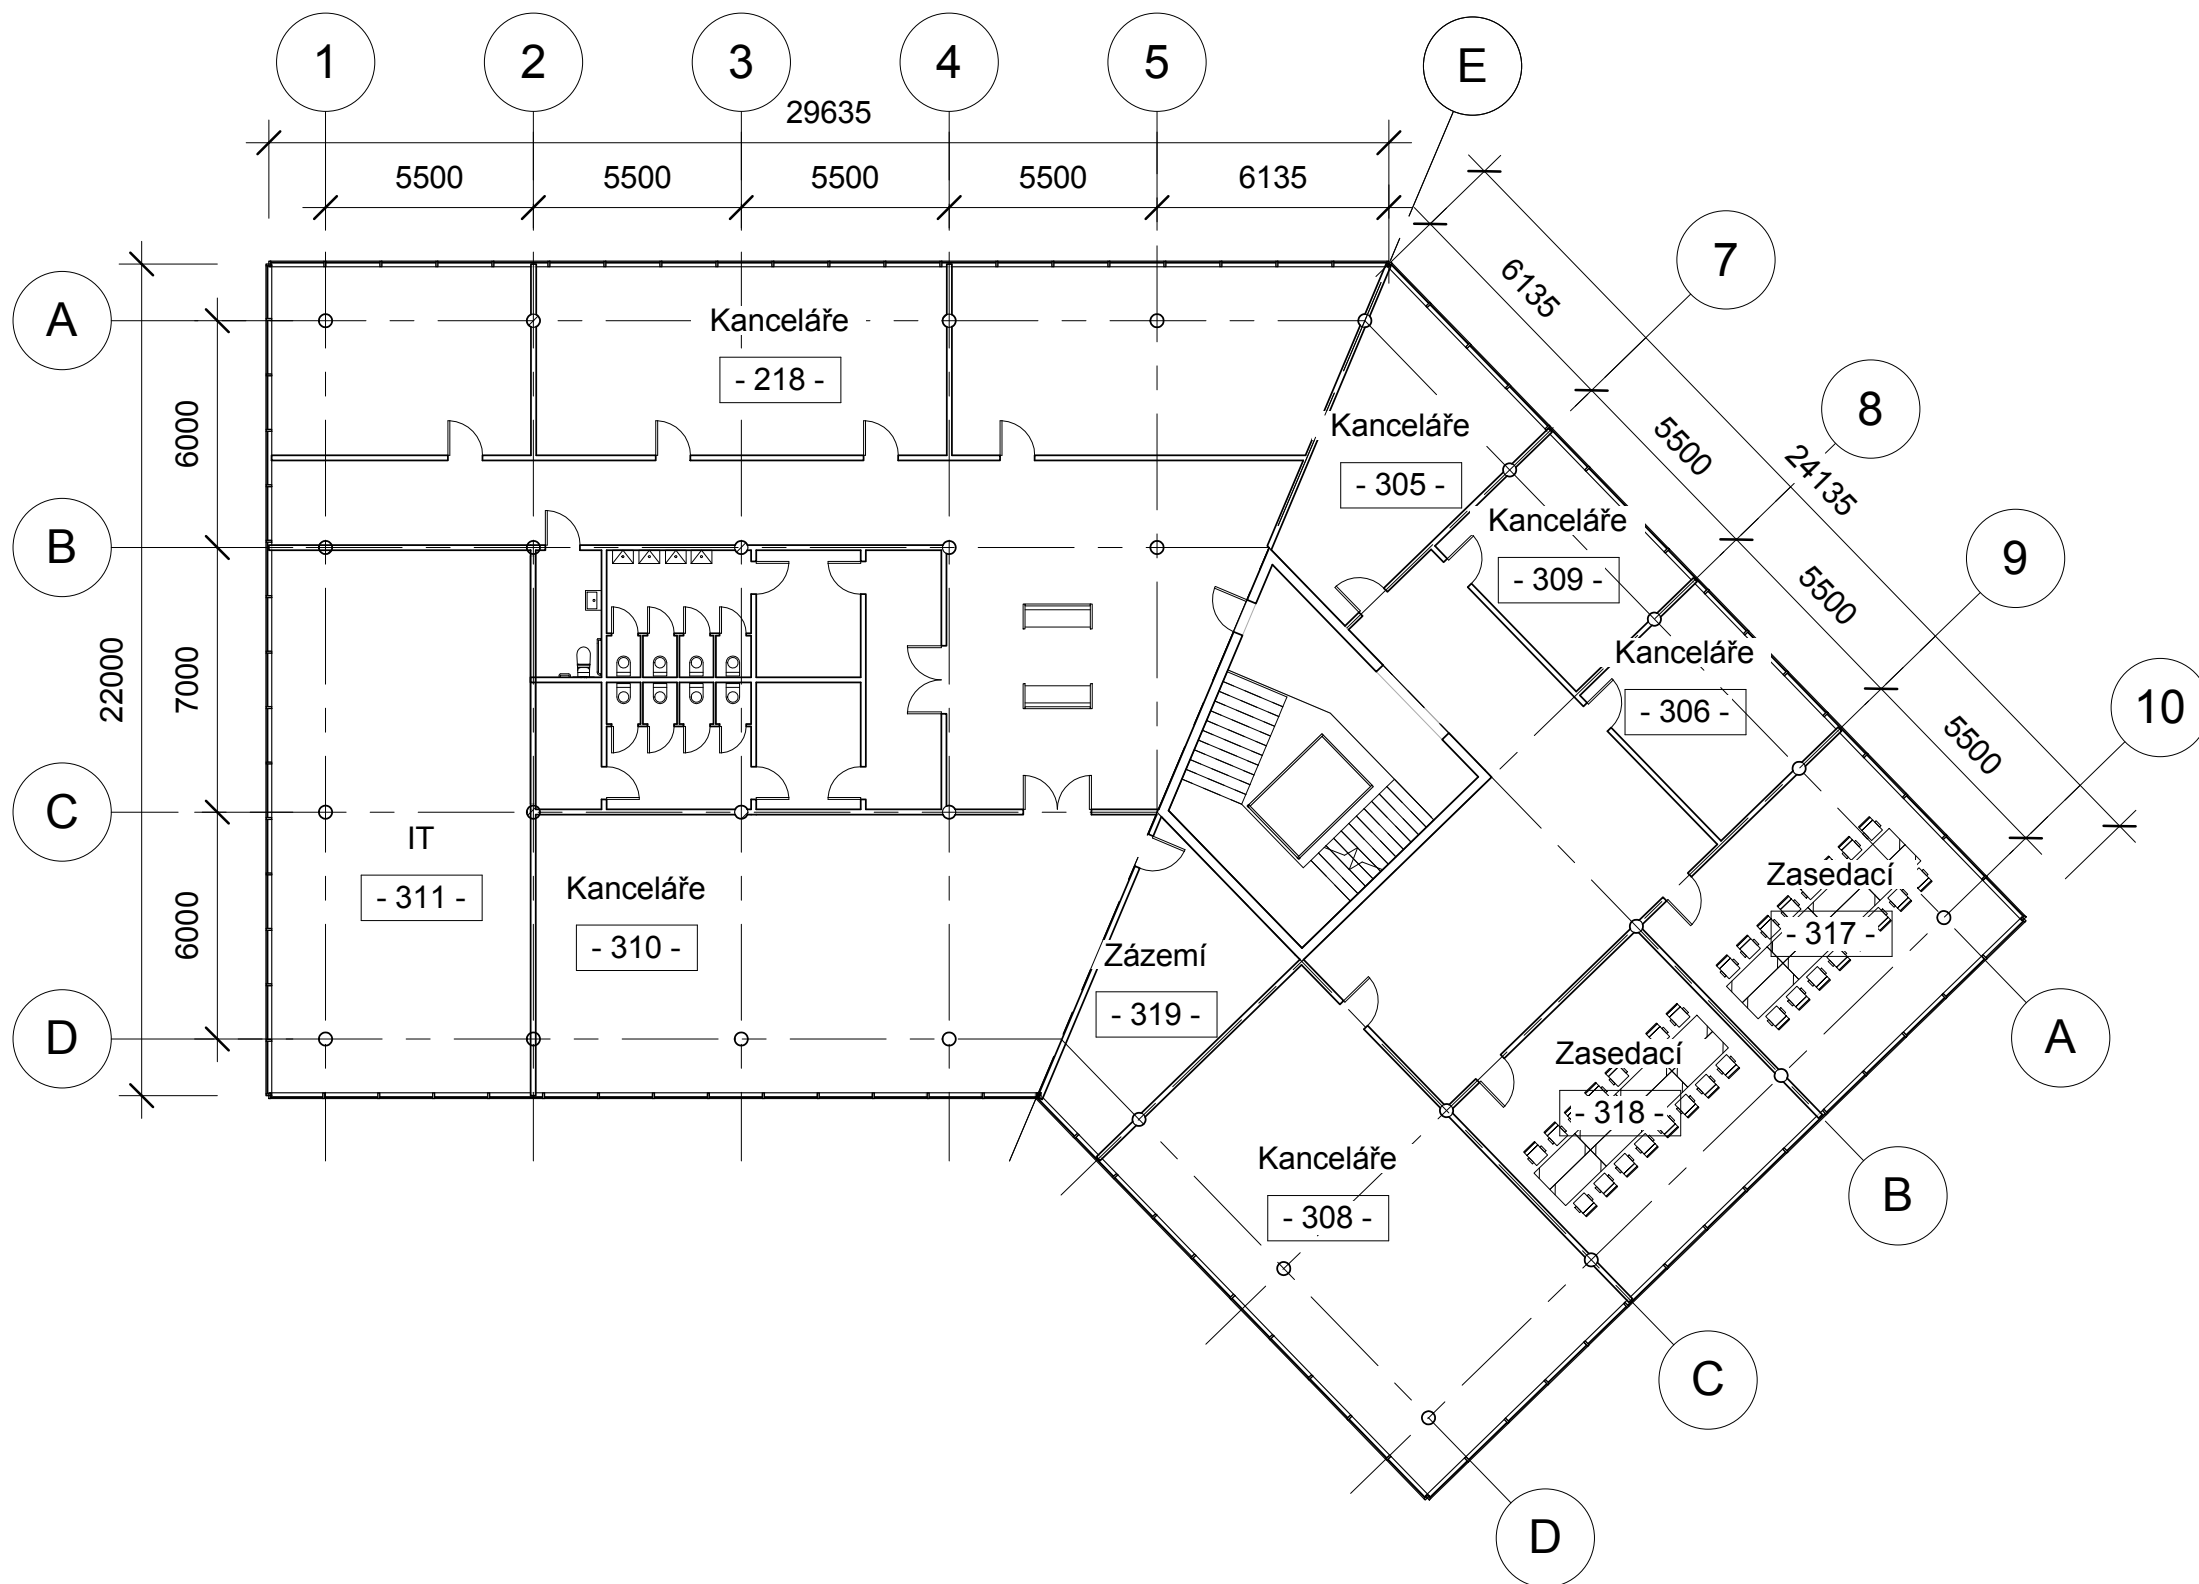 1
2
3
4
5
E
29635
5500
5500
5500
5500
6135
7
6135
8
5500
24135
9
5500
10
5500
A
B
C
D
6000
7000
6000
22000
Kanceláře
- 218 -
Kanceláře
- 305 -
Kanceláře
- 309 -
Kanceláře
- 306 -
IT
- 311 -
Kanceláře
- 310 -
Zázemí
- 319 -
Zasedací
- 317 -
Zasedací
- 318 -
Kanceláře
- 308 -
A
B
C
D